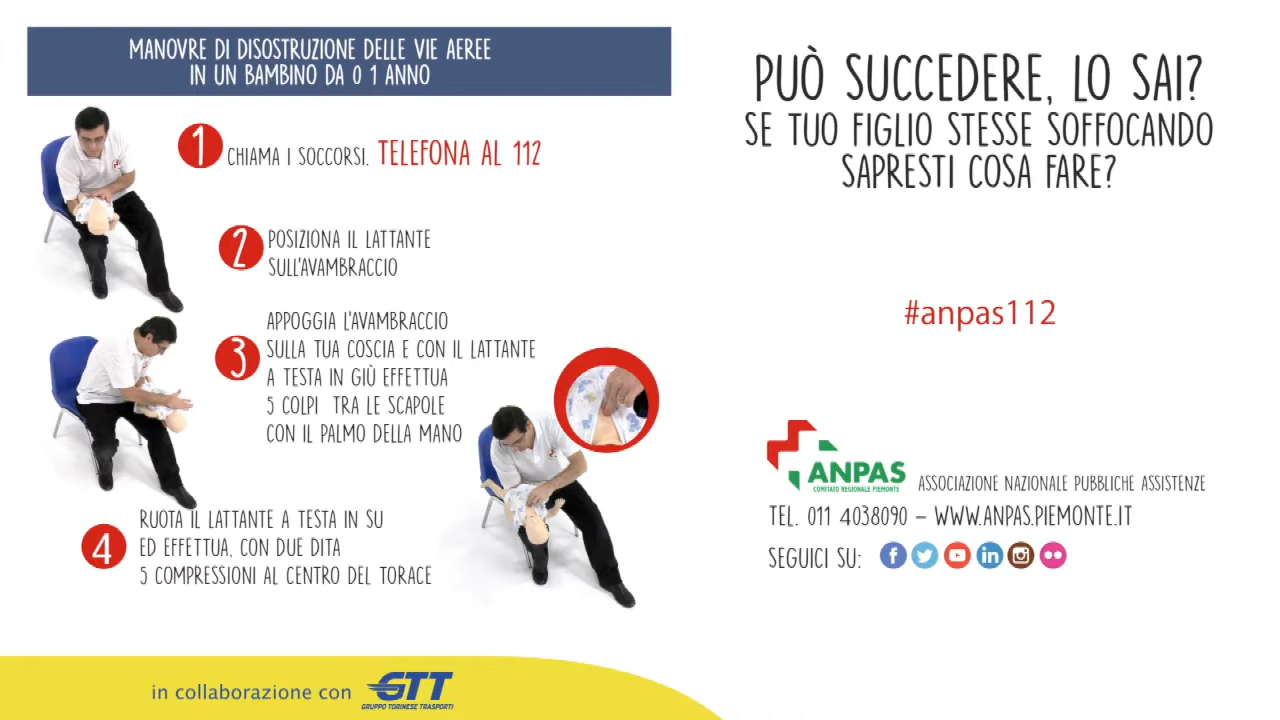 MANOVRE DI DISOSTRUZIONE DELLE VIE AEREE
IN UN BAMBINO DA 0 1 ANNO
1 CHIAMA I SOCCORSI. TELEFONA AL 112
2 POSIZIONA IL LATTANTE
SULL'AVAMBRACCIO
3 APPOGGIA L'AVAMBRACCIO
SULLA TUA COSCIA E CON IL LATTANTE
A TESTA IN GIÙ EFFETTUA
5 COLPI TRA LE SCAPOLE
CON IL PALMO DELLA MANO
4 RUOTA IL LATTANTE A TESTA IN SU
ED EFFETTUA, CON DUE DITA
5 COMPRESSIONI AL CENTRO DEL TORACE
in collaborazione con GTT
GRUPPO TORINESE TRASPORTI
PUÒ SUCCEDERE, LO SAI?
SE TUO FIGLIO STESSE SOFFOCANDO
SAPRESTI COSA FARE?
#anpas112
ANPAS
COMITATO REGIONALE PIEMONTE
ASSOCIAZIONE NAZIONALE PUBBLICHE ASSISTENZE
TEL. 011 4038090 – WWW.ANPAS.PIEMONTE.IT
SEGUICI SU: